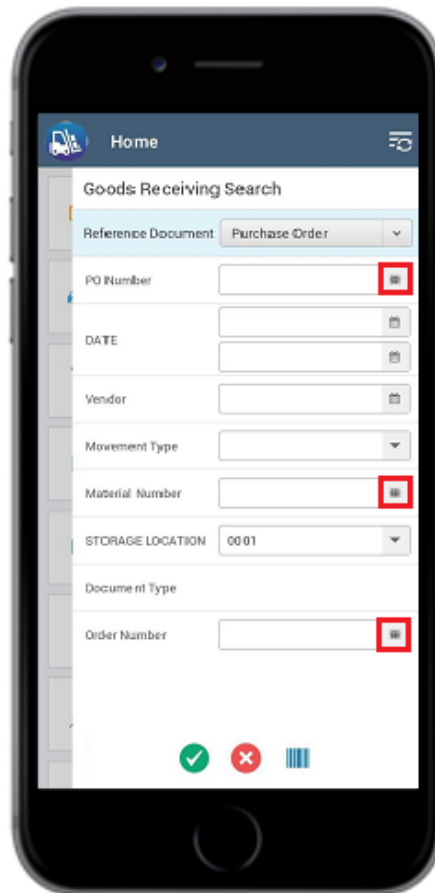 Home
Goods Receiving Search
Reference Document Purchase Order
PO Number
DATE
Vendor
Movement Type
Material Number
STORAGE LOCATION 0001
Document Type
Order Number